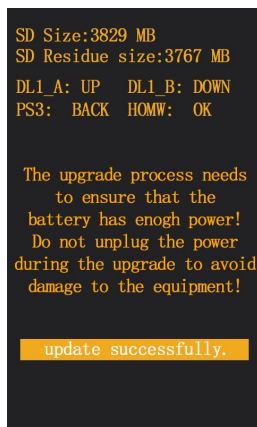 SD Size:3829 MB
SD Residue size:3767 MB
DL1_A: UP DL1_B: DOWN
PS3: BACK HOMW: OK
The upgrade process needs
to ensure that the
battery has enogh power!
Do not unplug the power
during the upgrade to avoid
damage to the equipment!
update successfully.